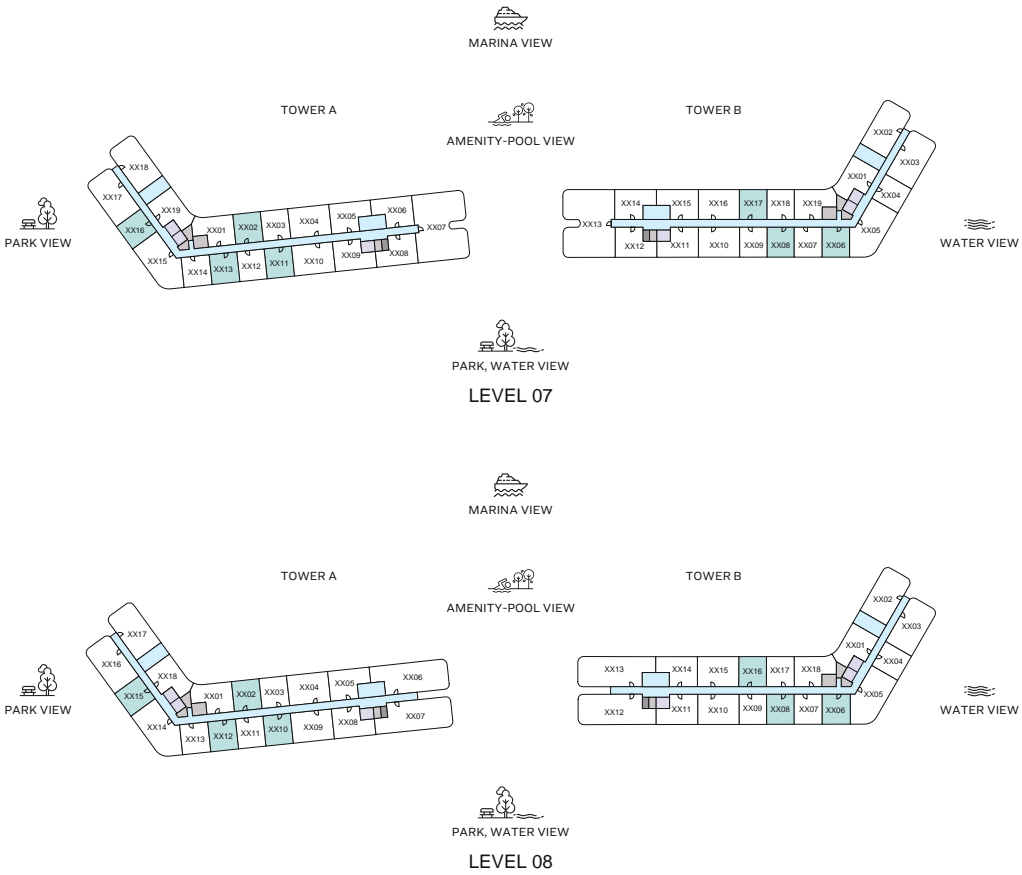 MARINA VIEW
TOWER A
TOWER B
AMENITY-POOL VIEW
PARK VIEW
WATER VIEW
XX18
XX17
XX19
XX16
XX15
XX01
XX02
XX03
XX04
XX05
XX06
XX07
XX14
XX13
XX12
XX11
XX10
XX09
XX08
XX02
XX03
XX01
XX04
XX14
XX15
XX16
XX17
XX18
XX19
XX13
XX05
XX12
XX11
XX10
XX09
XX08
XX07
XX06
PARK, WATER VIEW
LEVEL 07
MARINA VIEW
TOWER A
TOWER B
AMENITY-POOL VIEW
PARK VIEW
WATER VIEW
XX17
XX16
XX18
XX15
XX14
XX01
XX02
XX03
XX04
XX05
XX06
XX13
XX12
XX11
XX10
XX09
XX08
XX07
XX02
XX03
XX01
XX04
XX13
XX14
XX15
XX16
XX17
XX18
XX05
XX12
XX11
XX10
XX09
XX08
XX07
XX06
PARK, WATER VIEW
LEVEL 08